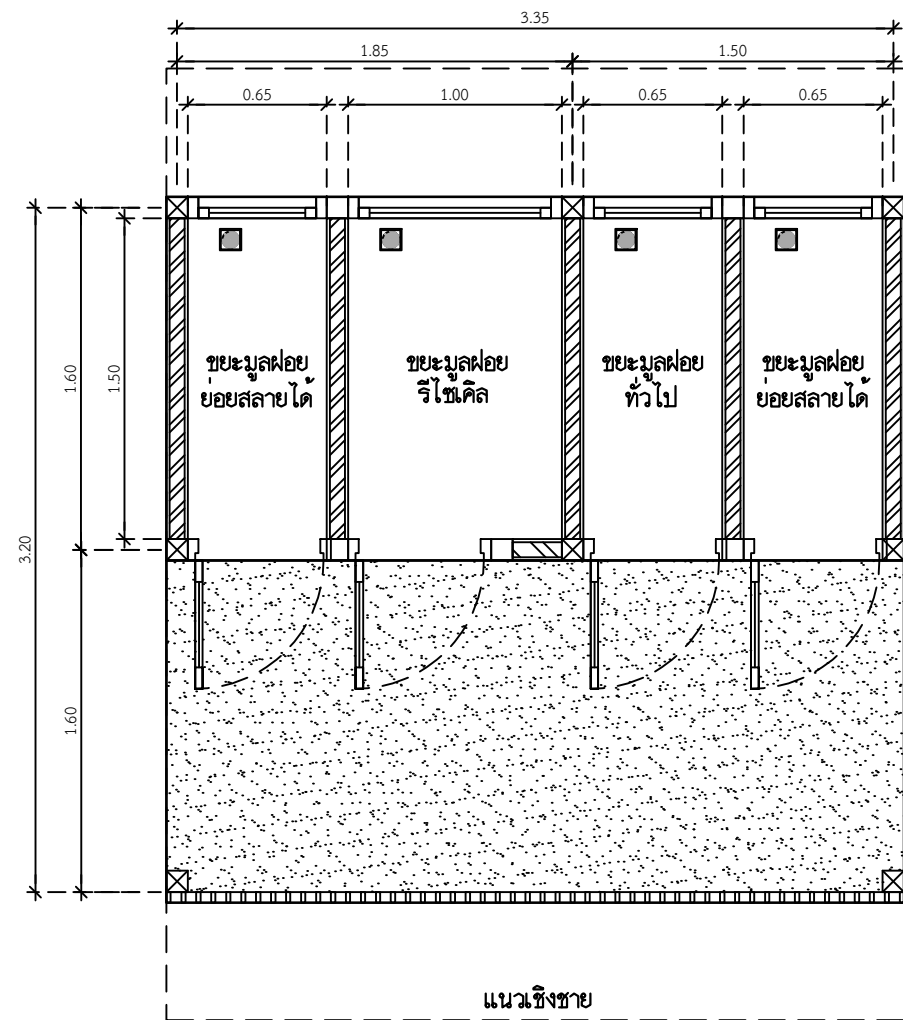 3.35
1.85
1.50
0.65
1.00
0.65
0.65
3.20
1.60
1.50
1.60
ขยะมูลฝอย
ย่อยสลายได้
ขยะมูลฝอย
รีไซเคิล
ขยะมูลฝอย
ทั่วไป
ขยะมูลฝอย
ย่อยสลายได้
แนวเชิงชาย